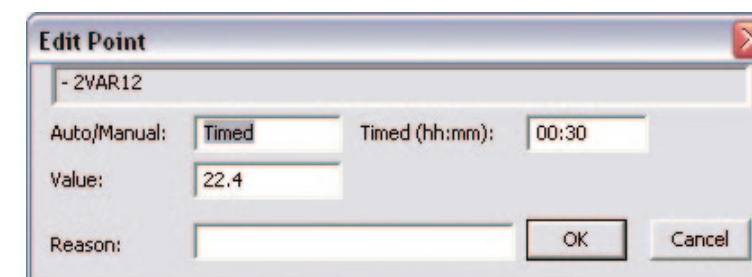 Edit Point
- 2VAR12
Auto/Manual: Timed Timed (hh:mm): 00:30
Value: 22.4
Reason: OK Cancel